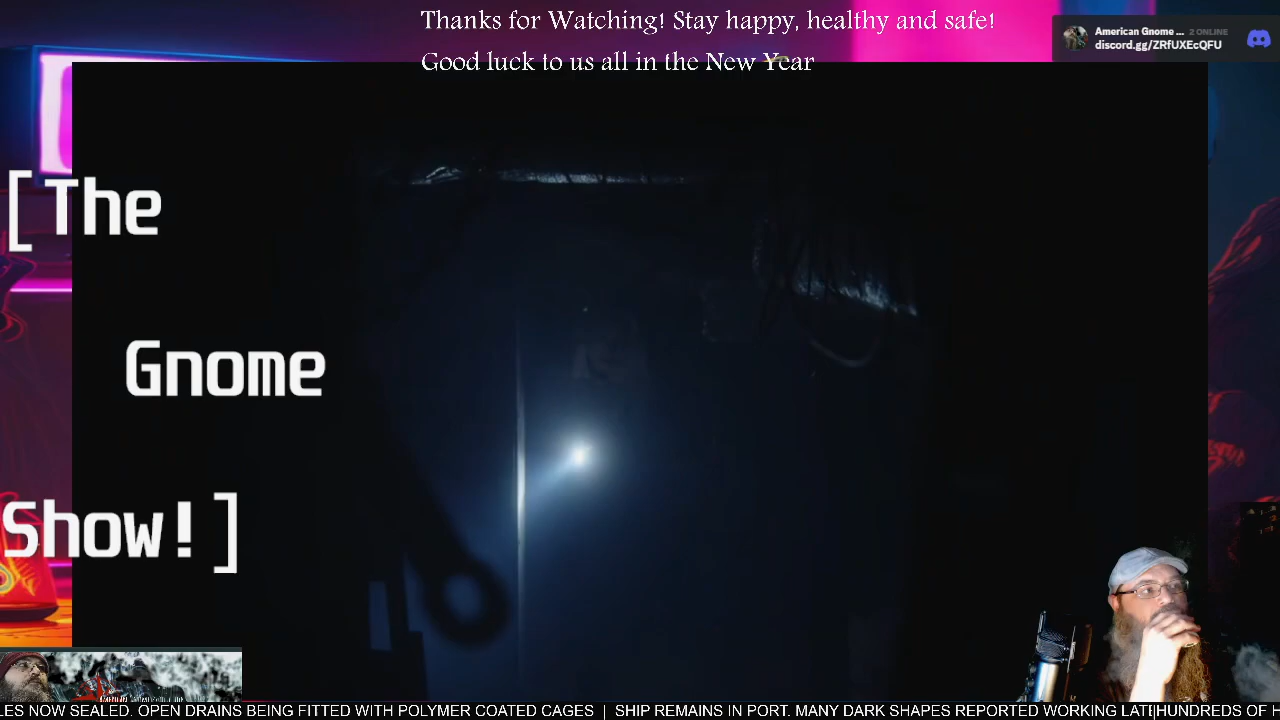 Thanks for Watching! Stay happy, healthy and safe!
Good luck to us all in the New Year
American Gnome ... 2 ONLINE
discord.gg/ZRfUXEcQFU
[The
Gnome
Show!]
LES NOW SEALED. OPEN DRAINS BEING FITTED WITH POLYMER COATED CAGES | SHIP REMAINS IN PORT. MANY DARK SHAPES REPORTED WORKING LAT||HUNDREDS OF H